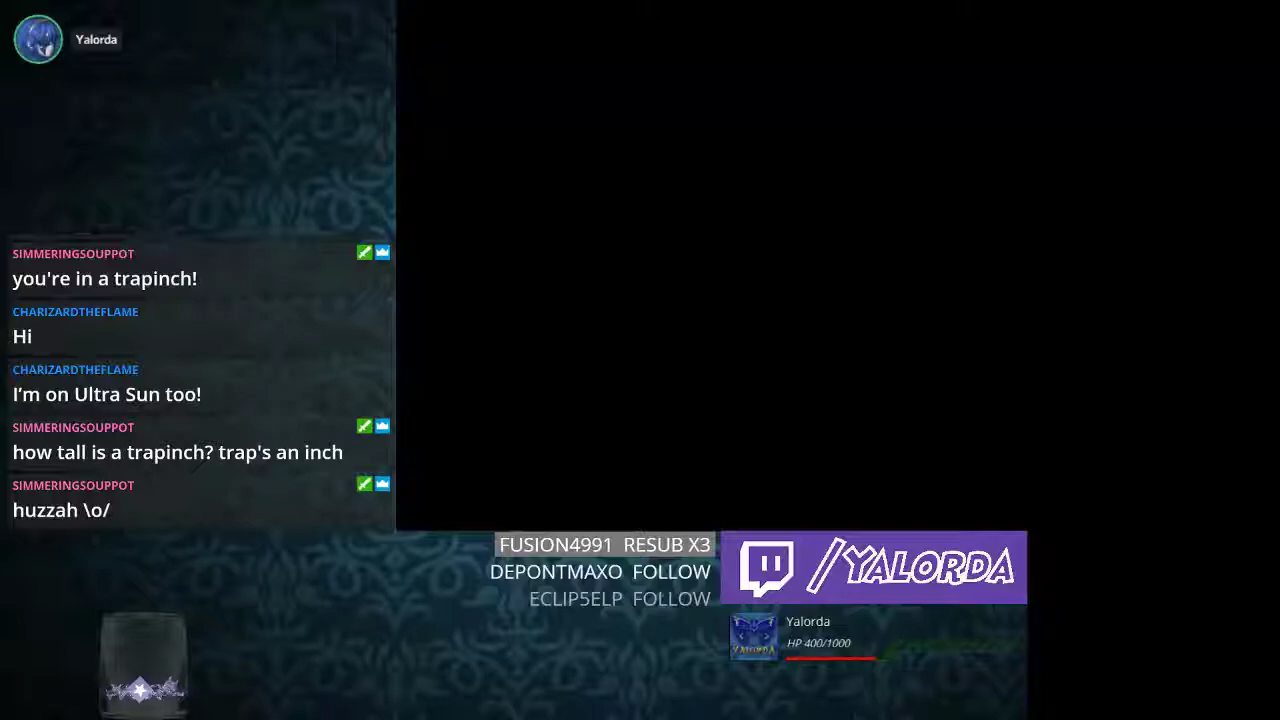 Yalorda
SIMMERINGSOUPPOT
you're in a trapinch!
CHARIZARDTHEFLAME
Hi
CHARIZARDTHEFLAME
I'm on Ultra Sun too!
SIMMERINGSOUPPOT
how tall is a trapinch? trap's an inch
SIMMERINGSOUPPOT
huzzah \o/
FUSION4991 RESUB X3
DEPONTMAXO FOLLOW
ECLIP5ELP FOLLOW
/YALORDA
Yalorda
HP 400/1000
YALORDA